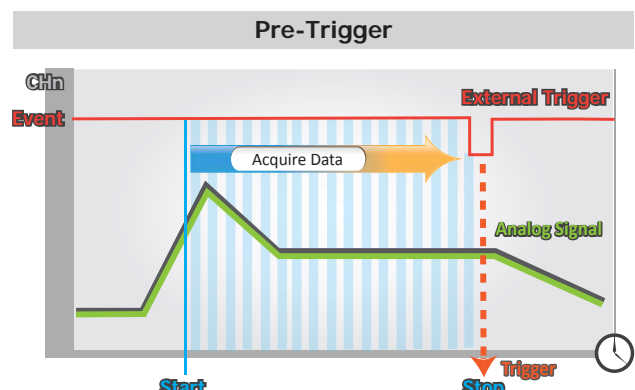 Pre-Trigger
CHn
External Trigger
Event
Acquire Data
Analog Signal
Trigger
Start
Stop